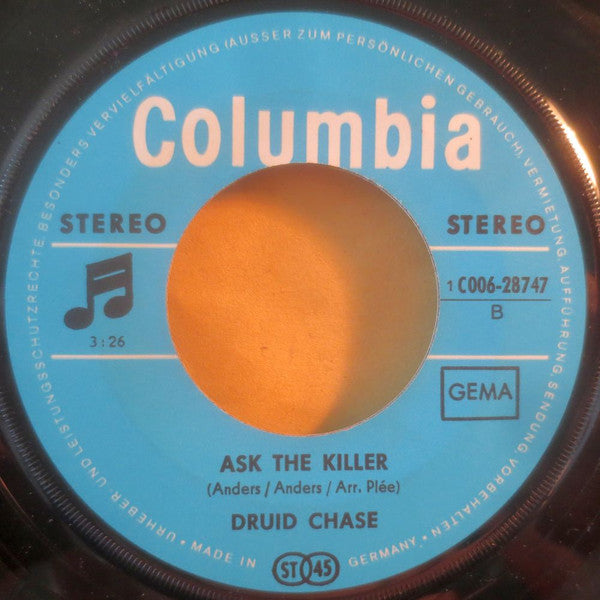 URHEBER- UND LEISTUNGSSCHUTZRECHTE, BESONDERS VERVIELFÄLTIGUNG (AUSSER ZUM PERSÖNLICHEN GEBRAUCH), VERMIETUNG, AUFFÜHRUNG, SENDUNG VORBEHALTEN
Columbia
STEREO STEREO
1 C006-28747
B
3:26
GEMA
ASK THE KILLER
(Anders / Anders / Arr. Plée)
DRUID CHASE
• MADE IN GERMANY •
ST 45